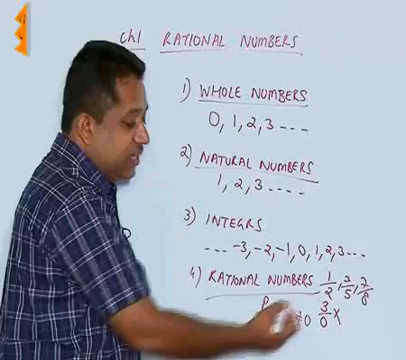 Ch1 RATIONAL NUMBERS
1) WHOLE NUMBERS
0, 1, 2, 3 ----
2) NATURAL NUMBERS
1, 2, 3 ....
3) INTEGRS
.... -3, -2, -1, 0, 1, 2, 3 ...
4) RATIONAL NUMBERS 1/2, 2/5, 7/8
P ≠0 3/0 X